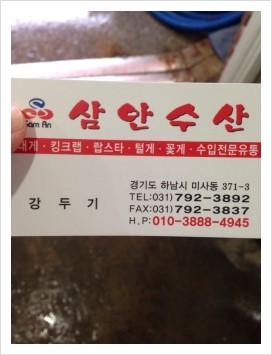 Sam An
삼안수산
대게 · 킹크랩 · 랍스타 · 털게 · 꽃게 · 수입전문유통
경기도 하남시 미사동 371-3
강두기
TEL:031) 792-3892
FAX:031) 792-3837
H.P: 010-3888-4945